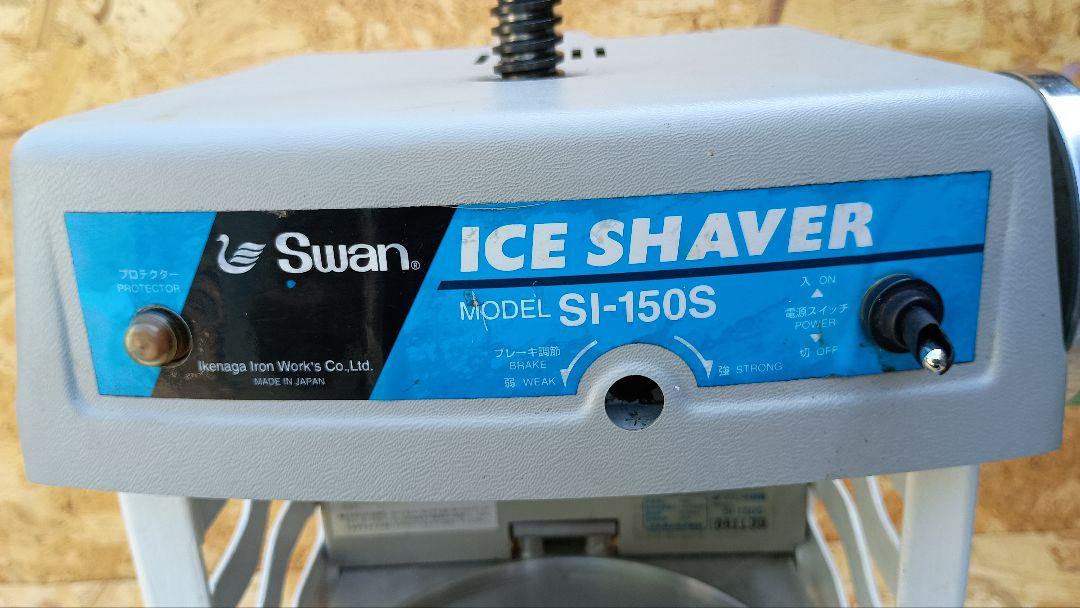 プロテクター
PROTECTOR
Swan®
Ikenaga Iron Work's Co.,Ltd.
MADE IN JAPAN
ICE SHAVER
MODEL SI-150S
ブレーキ調節
BRAKE
弱 WEAK
強 STRONG
入 ON
電源スイッチ
POWER
切 OFF